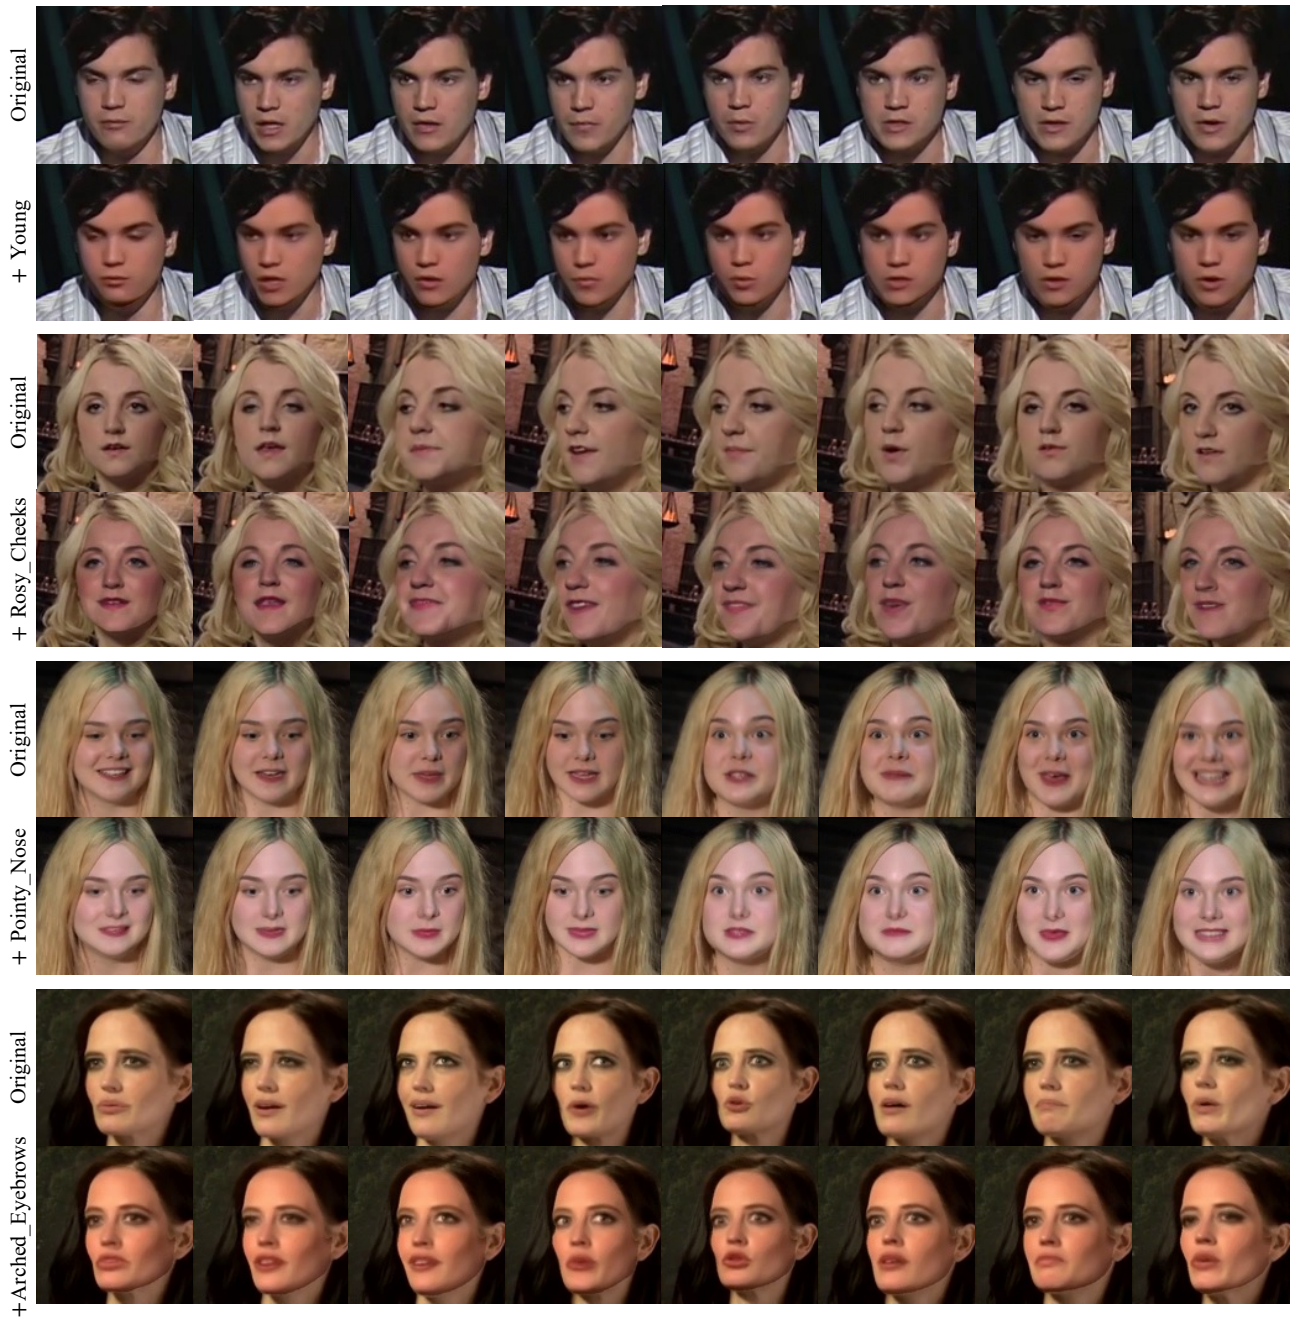 Original
+ Young
Original
+ Rosy_Cheeks
Original
+ Pointy_Nose
Original
+Arched_Eyebrows